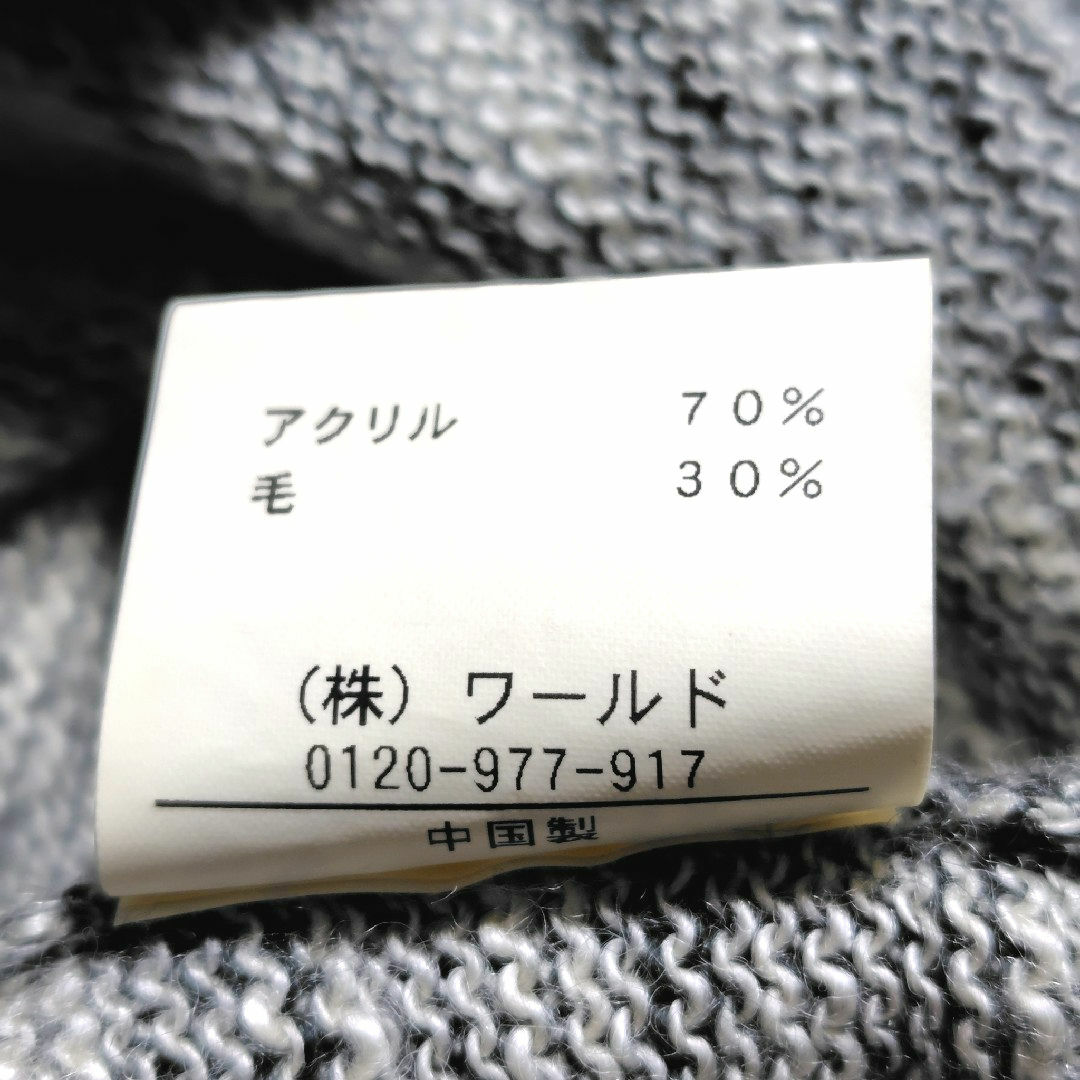 アクリル　７０％
毛　３０％
(株) ワールド
0120-977-917
中国製